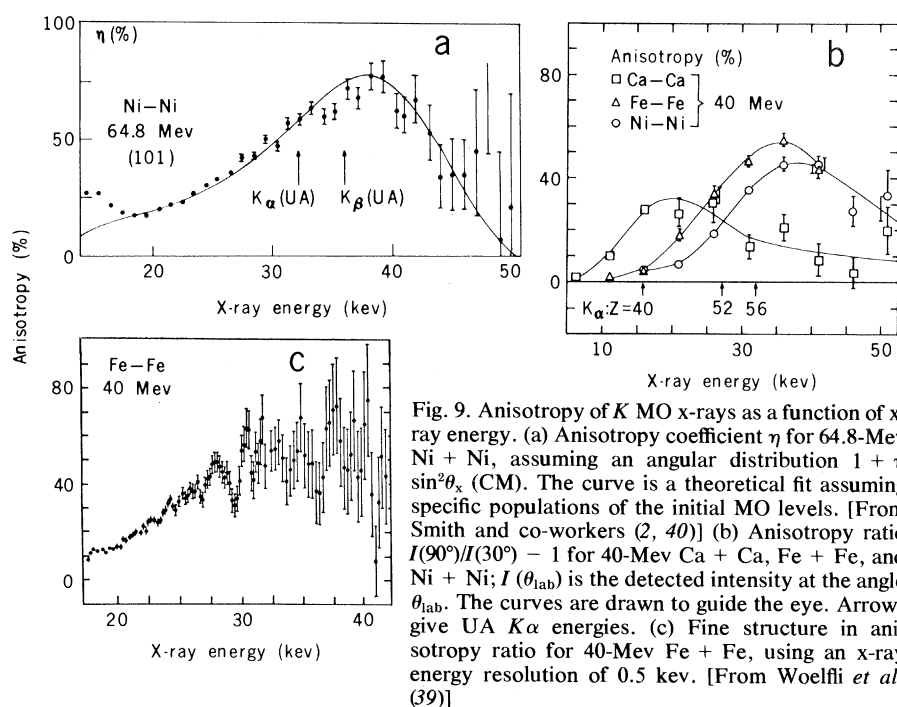 100
η (%)
a
Ni–Ni
64.8 Mev
(101)
50
Kα (UA)
Kβ (UA)
0
20
30
40
50
X-ray energy (kev)
Anisotropy (%)
b
Anisotropy
(%)
Ca–Ca
Fe–Fe
Ni–Ni
40 Mev
80
40
0
Kα:Z=40
52
56
10
30
50
X-ray energy (kev)
c
Fe–Fe
40 Mev
80
40
0
20
30
40
X-ray energy (kev)
Fig. 9. Anisotropy of K MO x-rays as a function of x-
ray energy. (a) Anisotropy coefficient η for 64.8-Mev
Ni + Ni, assuming an angular distribution 1 +
sin²θx (CM). The curve is a theoretical fit assuming
specific populations of the initial MO levels. [From
Smith and co-workers (2, 40)] (b) Anisotropy ratio
I(90°)/I(30°) − 1 for 40-Mev Ca + Ca, Fe + Fe, and
Ni + Ni; I (θlab) is the detected intensity at the angle
θlab. The curves are drawn to guide the eye. Arrow
give UA Kα energies. (c) Fine structure in ani-
sotropy ratio for 40-Mev Fe + Fe, using an x-ray
energy resolution of 0.5 kev. [From Woelfli et al
(39)]